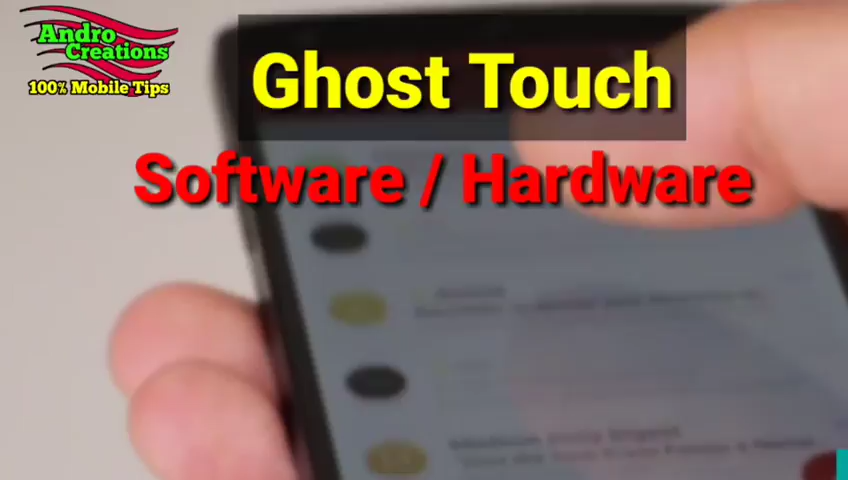 Andro
Creations
100% Mobile Tips
Ghost Touch
Software / Hardware